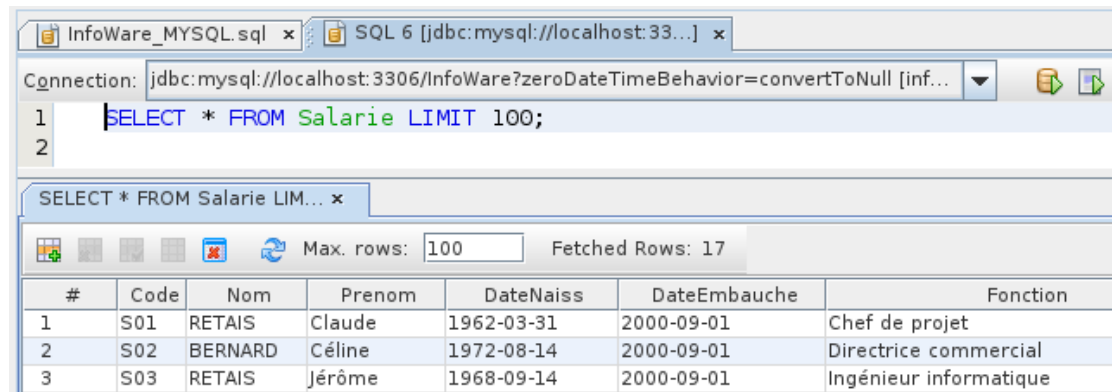 InfoWare_MYSQL.sql x SQL 6 [jdbc:mysql://localhost:33...] x
Connection: jdbc:mysql://localhost:3306/InfoWare?zeroDateTimeBehavior=convertToNull [inf...
1 SELECT * FROM Salarie LIMIT 100;
2
SELECT * FROM Salarie LIM... x
Max. rows: 100 Fetched Rows: 17
# Code Nom Prenom DateNaiss DateEmbauche Fonction
1 S01 RETAIS Claude 1962-03-31 2000-09-01 Chef de projet
2 S02 BERNARD Céline 1972-08-14 2000-09-01 Directrice commercial
3 S03 RETAIS Jérôme 1968-09-14 2000-09-01 Ingénieur informatique